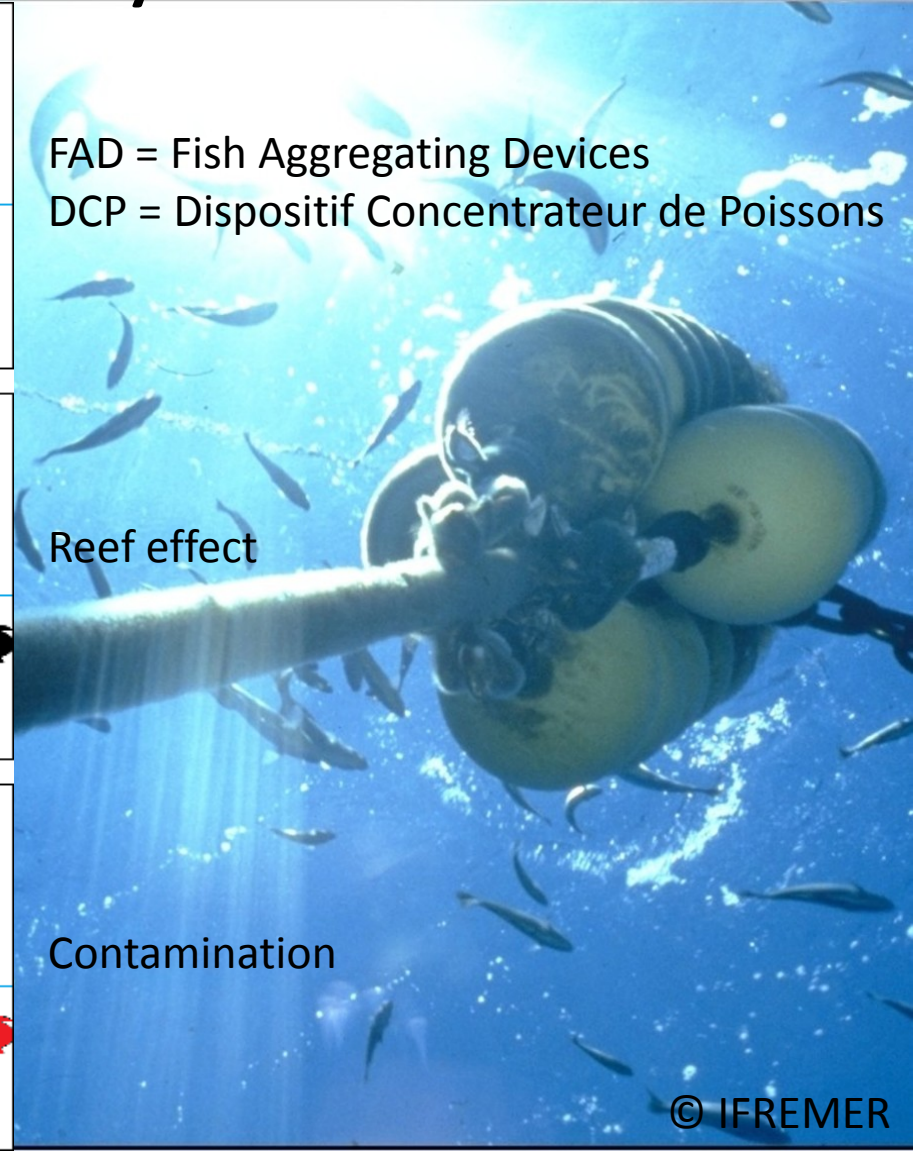 FAD = Fish Aggregating Devices
DCP = Dispositif Concentrateur de Poissons
Reef effect
Contamination
© IFREMER